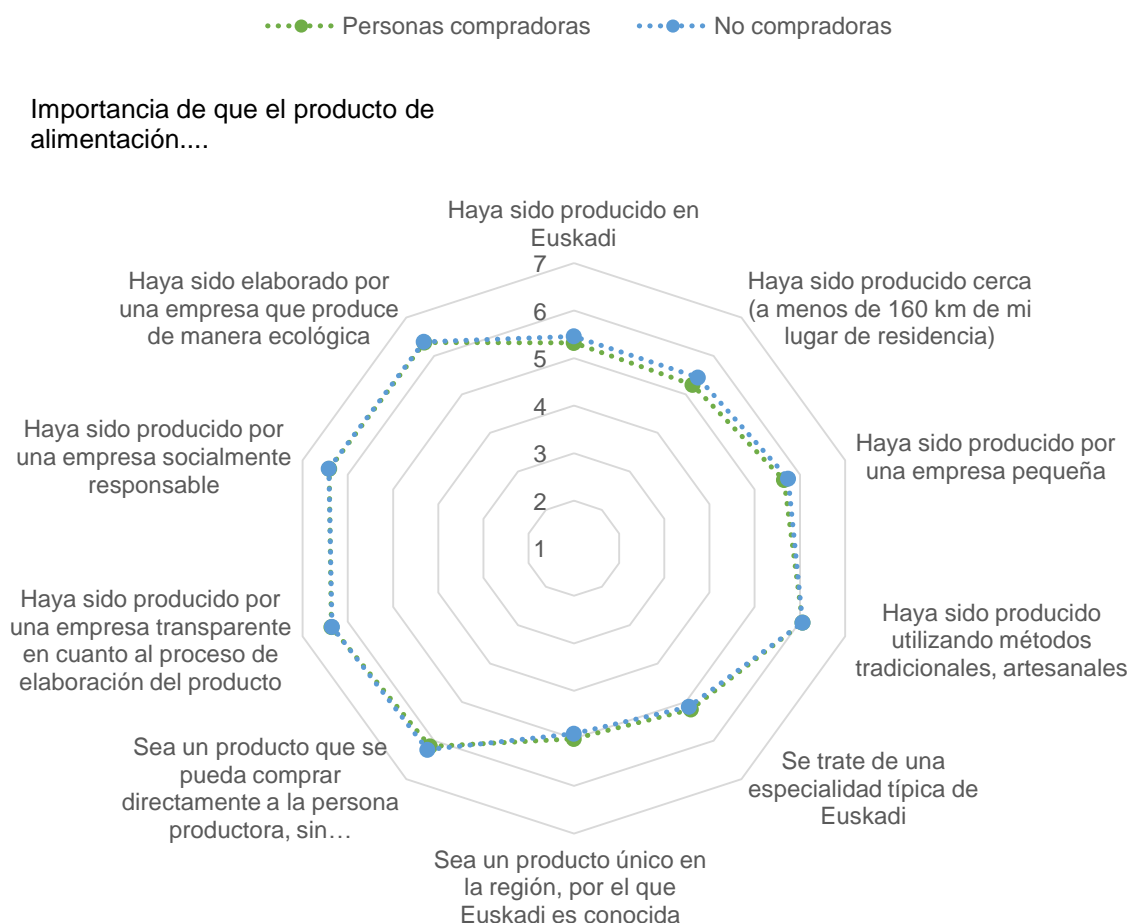 Personas compradoras
No compradoras
Importancia de que el producto de
alimentación....
Haya sido producido en
Euskadi
Haya sido producido cerca
(a menos de 160 km de mi
lugar de residencia)
Haya sido producido por
una empresa pequeña
Haya sido producido
utilizando métodos
tradicionales, artesanales
Se trate de una
especialidad típica de
Euskadi
Sea un producto único en
la región, por el que
Euskadi es conocida
Sea un producto que se
pueda comprar
directamente a la persona
productora, sin…
Haya sido producido por
una empresa transparente
en cuanto al proceso de
elaboración del producto
Haya sido producido por
una empresa socialmente
responsable
Haya sido elaborado por
una empresa que produce
de manera ecológica
7
6
5
4
3
2
1